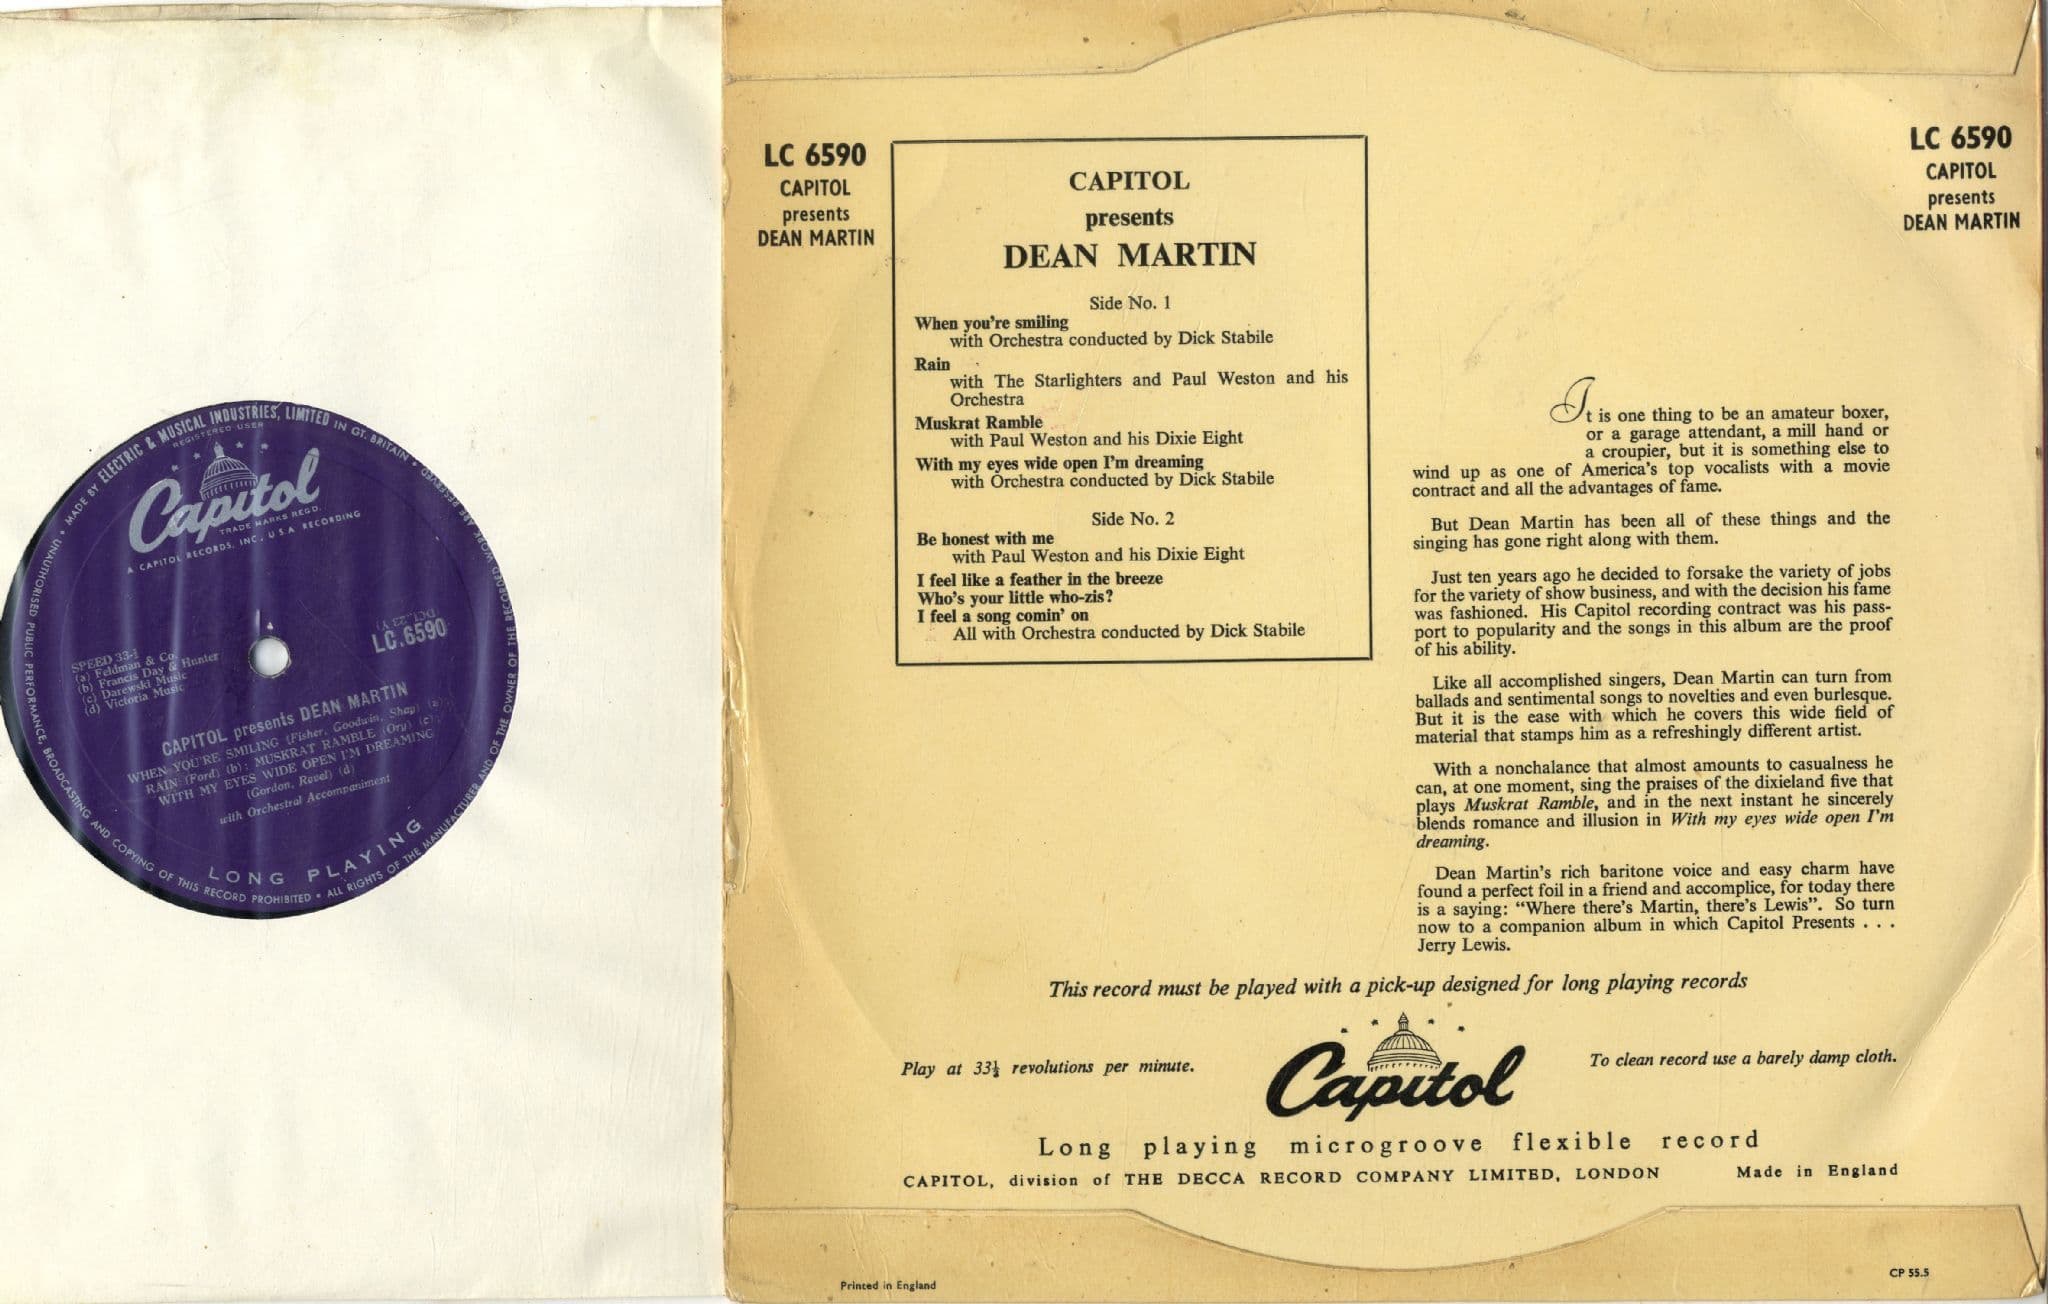 MADE BY ELECTRIC & MUSICAL INDUSTRIES, LIMITED IN GT. BRITAIN •
REGISTERED USER
Capitol
TRADE MARKS REGD.
A CAPITOL RECORDS, INC., U.S.A RECORDING
LC.6590
SPEED 33-1
(a) Feldman & Co.
(b) Francis Day & Hunter
(c) Darewski Music
(d) Victoria Music
CAPITOL presents DEAN MARTIN
WHEN YOU'RE SMILING (Fisher, Goodwin, Shay) (a);
RAIN (Ford) (b); MUSKRAT RAMBLE (Ory) (c);
WITH MY EYES WIDE OPEN I'M DREAMING
(Gordon, Revel) (d)
with Orchestral Accompaniment
LONG PLAYING
ARE RESERVED • UNAUTHORISED PUBLIC PERFORMANCE, BROADCASTING AND COPYING OF THIS RECORD PROHIBITED • ALL RIGHTS OF THE MANUFACTURER AND OF THE OWNER OF THE RECORDED WORK
LC 6590
CAPITOL
presents
DEAN MARTIN
CAPITOL
presents
DEAN MARTIN
Side No. 1
When you're smiling
with Orchestra conducted by Dick Stabile
Rain
with The Starlighters and Paul Weston and his
Orchestra
Muskrat Ramble
with Paul Weston and his Dixie Eight
With my eyes wide open I'm dreaming
with Orchestra conducted by Dick Stabile
Side No. 2
Be honest with me
with Paul Weston and his Dixie Eight
I feel like a feather in the breeze
Who's your little who-zis?
I feel a song comin' on
All with Orchestra conducted by Dick Stabile
LC 6590
CAPITOL
presents
DEAN MARTIN
It is one thing to be an amateur boxer,
or a garage attendant, a mill hand or
a croupier, but it is something else to
wind up as one of America's top vocalists with a movie
contract and all the advantages of fame.
But Dean Martin has been all of these things and the
singing has gone right along with them.
Just ten years ago he decided to forsake the variety of jobs
for the variety of show business, and with the decision his fame
was fashioned. His Capitol recording contract was his pass-
port to popularity and the songs in this album are the proof
of his ability.
Like all accomplished singers, Dean Martin can turn from
ballads and sentimental songs to novelties and even burlesque.
But it is the ease with which he covers this wide field of
material that stamps him as a refreshingly different artist.
With a nonchalance that almost amounts to casualness he
can, at one moment, sing the praises of the dixieland five that
plays Muskrat Ramble, and in the next instant he sincerely
blends romance and illusion in With my eyes wide open I'm
dreaming.
Dean Martin's rich baritone voice and easy charm have
found a perfect foil in a friend and accomplice, for today there
is a saying: "Where there's Martin, there's Lewis". So turn
now to a companion album in which Capitol Presents . . .
Jerry Lewis.
This record must be played with a pick-up designed for long playing records
Play at 33⅓ revolutions per minute.
Capitol
To clean record use a barely damp cloth.
Long playing microgroove flexible record
CAPITOL, division of THE DECCA RECORD COMPANY LIMITED, LONDON
Made in England
Printed in England
CP 55.5